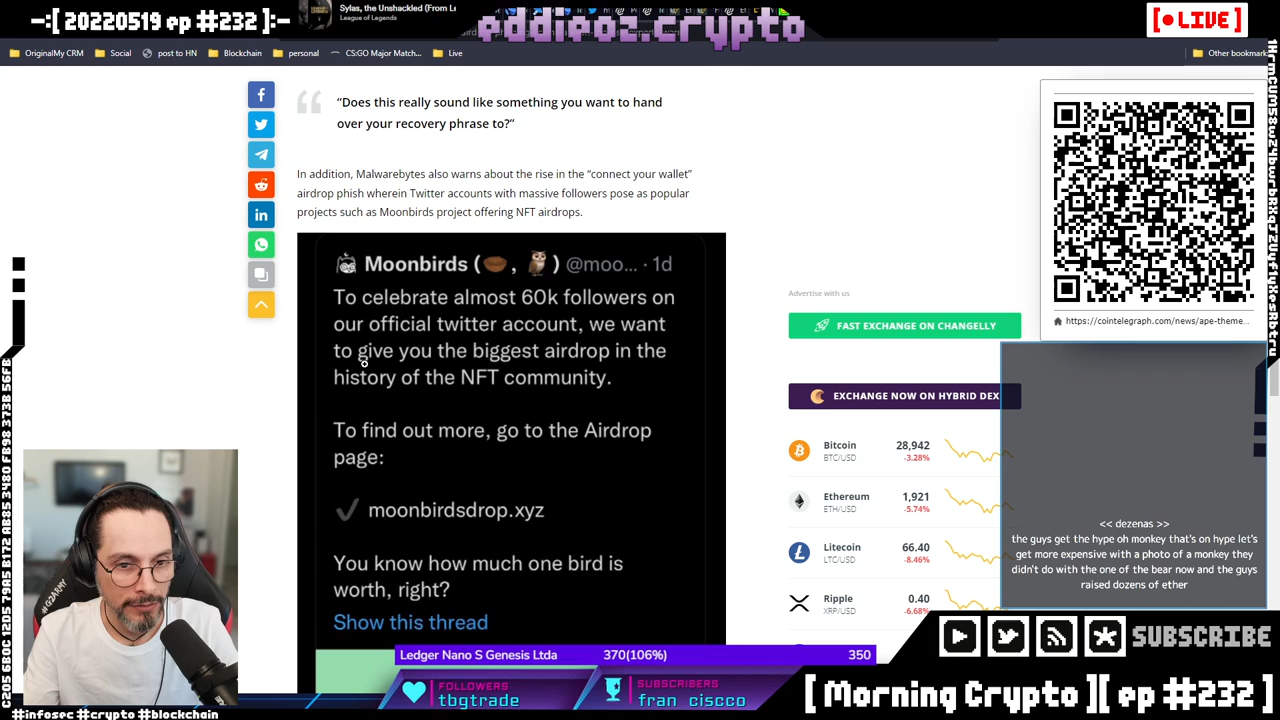 —:[ 20220519 ep #232 ]:—
Sylas, the Unshackled (From Le
League of Legends
eddieoz.crypto
[ LIVE ]
OriginalMy CRM
Social
post to HN
Blockchain
personal
CS:GO Major Match...
Live
Other bookmark
“Does this really sound like something you want to hand
over your recovery phrase to?”
In addition, Malwarebytes also warns about the rise in the “connect your wallet”
airdrop phish wherein Twitter accounts with massive followers pose as popular
projects such as Moonbirds project offering NFT airdrops.
Moonbirds ( , ) @moo... · 1d
To celebrate almost 60k followers on
our official twitter account, we want
to give you the biggest airdrop in the
history of the NFT community.
To find out more, go to the Airdrop
page:
moonbirdsdrop.xyz
You know how much one bird is
worth, right?
Show this thread
Advertise with us
FAST EXCHANGE ON CHANGELLY
EXCHANGE NOW ON HYBRID DEX
Bitcoin 28,942
BTC/USD -3.28%
Ethereum 1,921
ETH/USD -5.74%
Litecoin 66.40
LTC/USD -8.46%
Ripple 0.40
XRP/USD -6.68%
https://cointelegraph.com/news/ape-theme...
<< dezenas >>
the guys get the hype oh monkey that's on hype let's
get more expensive with a photo of a monkey they
didn't do with the one of the bear now and the guys
raised dozens of ether
#G2ARMY
Ledger Nano S Genesis Ltda 370(106%) 350
FOLLOWERS
tbgtrade
SUBSCRIBERS
fran ciscco
SUBSCRIBE
[ Morning Crypto ][ ep #232 ]
#infosec #crypto #blockchain